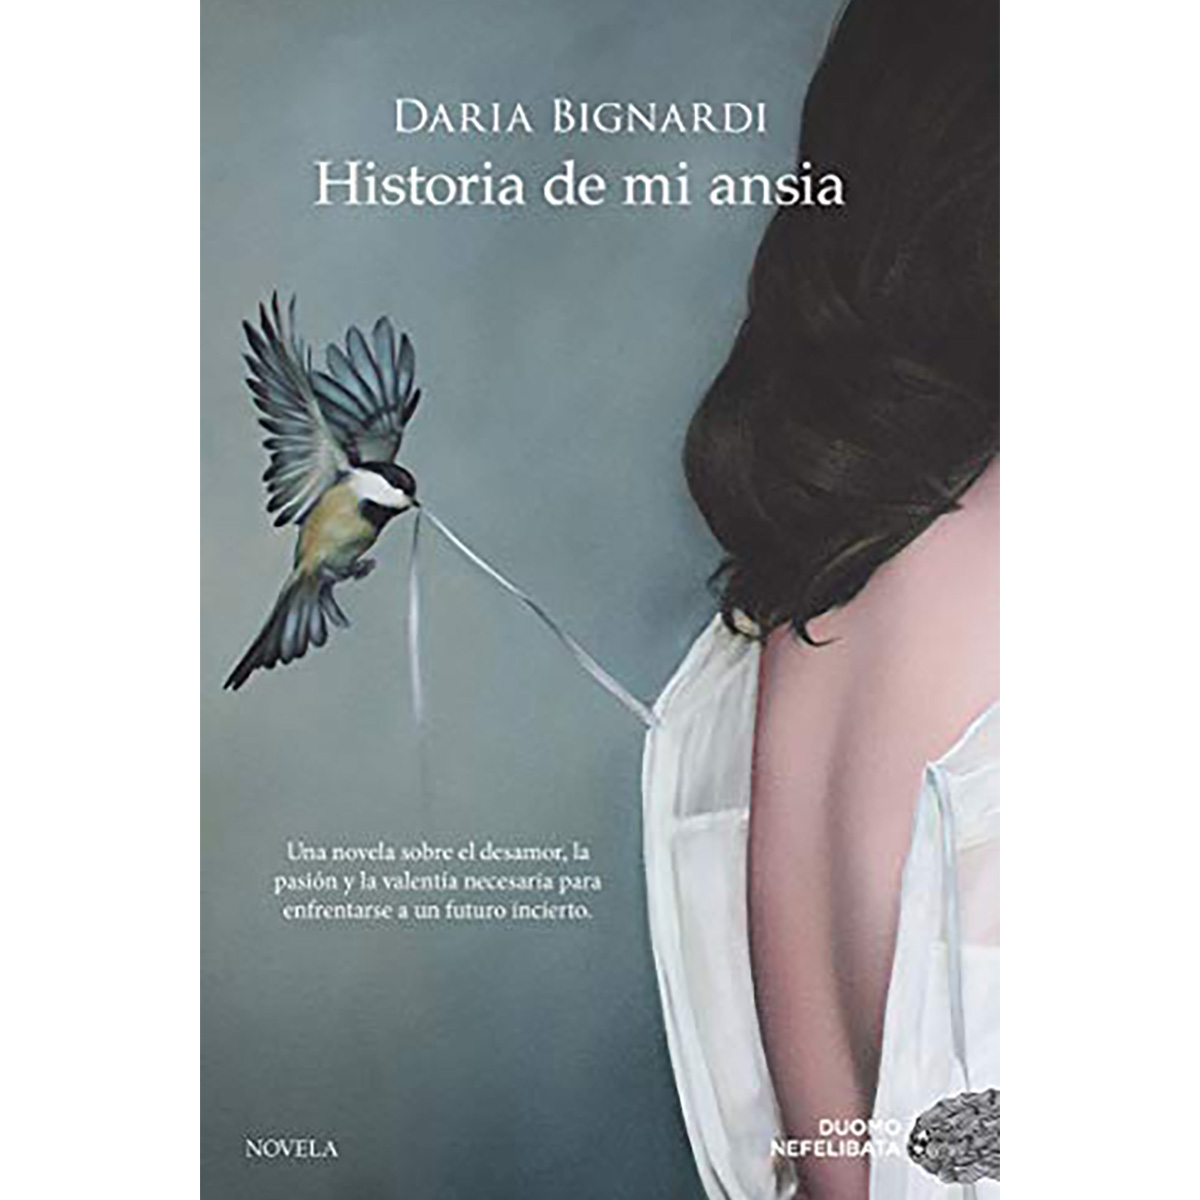 DARIA BIGNARDI
Historia de mi ansia
Una novela sobre el desamor, la
pasión y la valentía necesaria para
enfrentarse a un futuro incierto.
NOVELA
DUOMO
NEFELIBATA